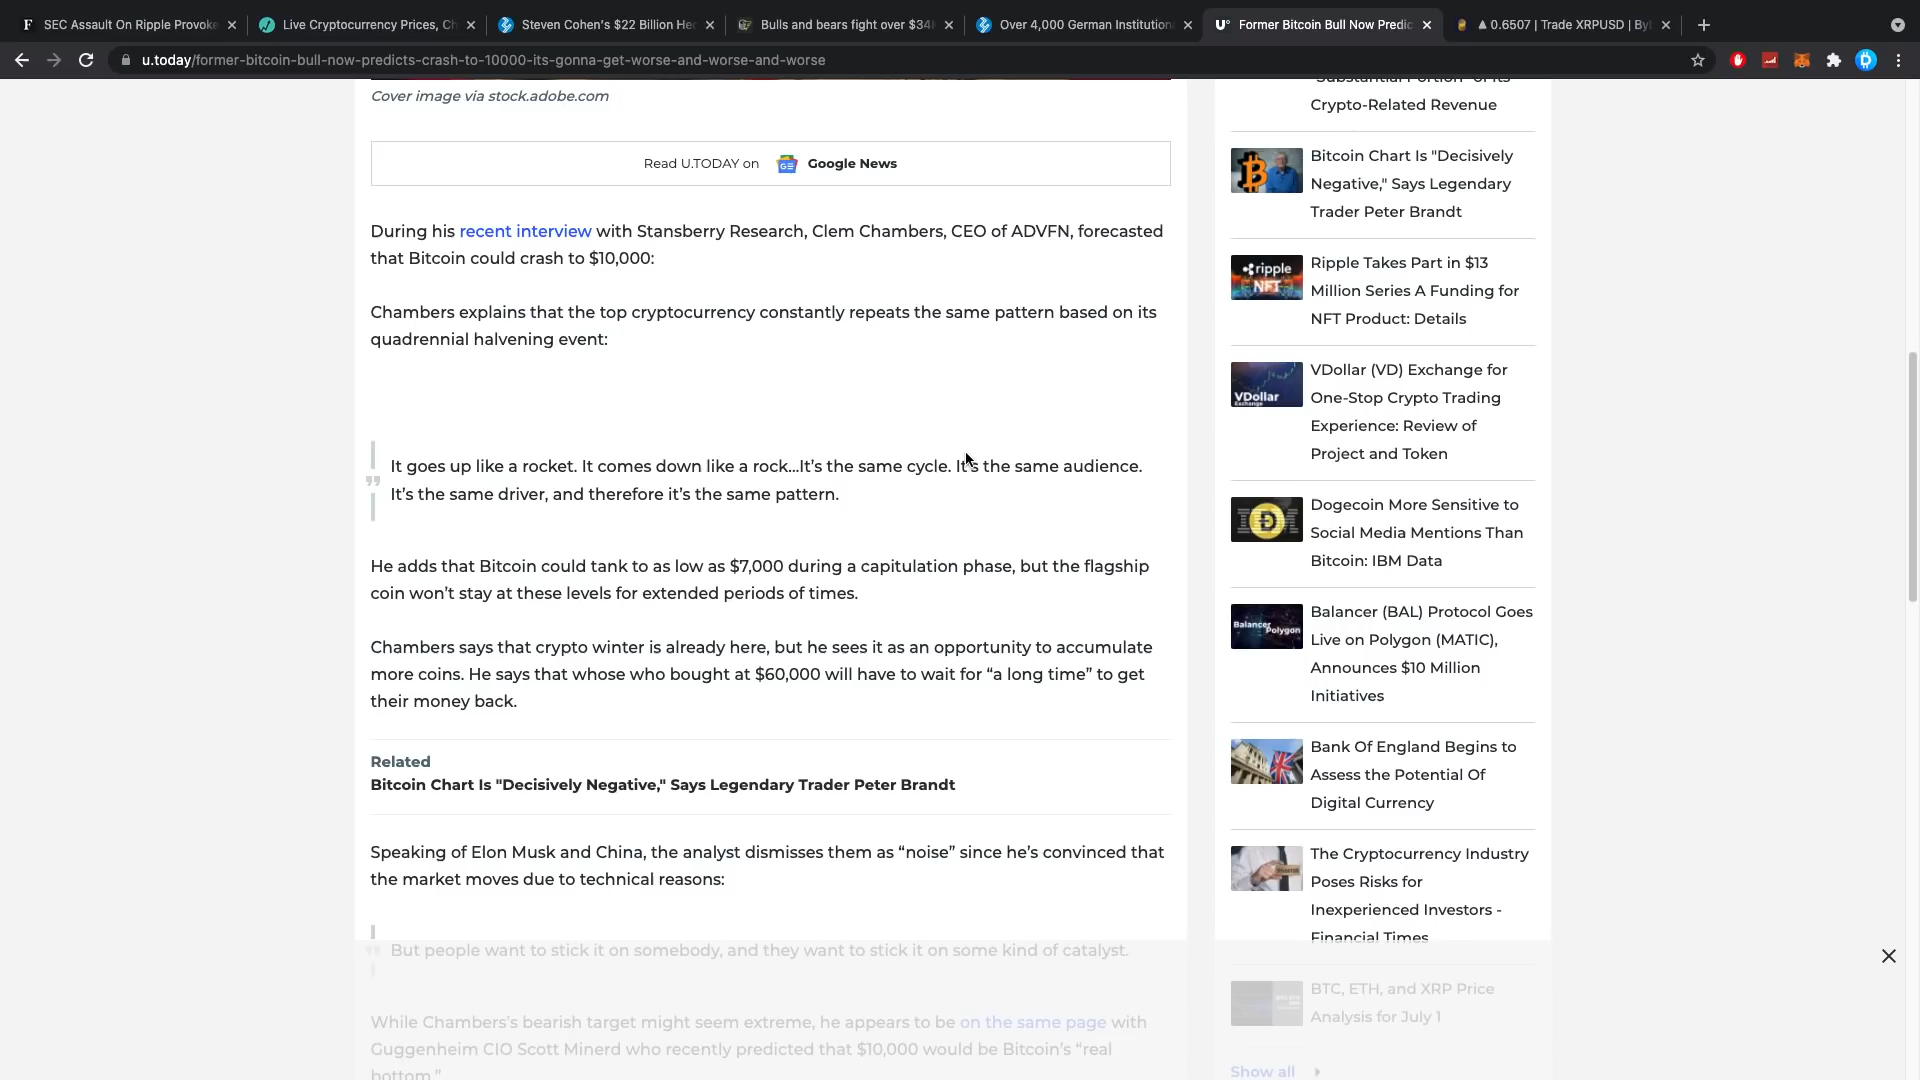 SEC Assault On Ripple Provoke
Live Cryptocurrency Prices, Ch
Steven Cohen's $22 Billion Hec
Bulls and bears fight over $34
Over 4,000 German Institution
Former Bitcoin Bull Now Predic
▲ 0.6507 | Trade XRPUSD | By
u.today/former-bitcoin-bull-now-predicts-crash-to-10000-its-gonna-get-worse-and-worse-and-worse
Cover image via stock.adobe.com
Read U.TODAY on Google News
During his recent interview with Stansberry Research, Clem Chambers, CEO of ADVFN, forecasted
that Bitcoin could crash to $10,000:
Chambers explains that the top cryptocurrency constantly repeats the same pattern based on its
quadrennial halvening event:
It goes up like a rocket. It comes down like a rock...It's the same cycle. It's the same audience.
It's the same driver, and therefore it's the same pattern.
He adds that Bitcoin could tank to as low as $7,000 during a capitulation phase, but the flagship
coin won't stay at these levels for extended periods of times.
Chambers says that crypto winter is already here, but he sees it as an opportunity to accumulate
more coins. He says that whose who bought at $60,000 will have to wait for “a long time” to get
their money back.
Related
Bitcoin Chart Is "Decisively Negative," Says Legendary Trader Peter Brandt
Speaking of Elon Musk and China, the analyst dismisses them as “noise” since he's convinced that
the market moves due to technical reasons:
But people want to stick it on somebody, and they want to stick it on some kind of catalyst.
While Chambers's bearish target might seem extreme, he appears to be on the same page with
Guggenheim CIO Scott Minerd who recently predicted that $10,000 would be Bitcoin's “real
bottom.”
"Substantial Portion" of Its
Crypto-Related Revenue
Bitcoin Chart Is "Decisively
Negative," Says Legendary
Trader Peter Brandt
ripple
NFT
Ripple Takes Part in $13
Million Series A Funding for
NFT Product: Details
VDollar
Exchange
VDollar (VD) Exchange for
One-Stop Crypto Trading
Experience: Review of
Project and Token
Dogecoin More Sensitive to
Social Media Mentions Than
Bitcoin: IBM Data
Balancer
Polygon
Balancer (BAL) Protocol Goes
Live on Polygon (MATIC),
Announces $10 Million
Initiatives
Bank Of England Begins to
Assess the Potential Of
Digital Currency
The Cryptocurrency Industry
Poses Risks for
Inexperienced Investors -
Financial Times
BTC, ETH, and XRP Price
Analysis for July 1
Show all